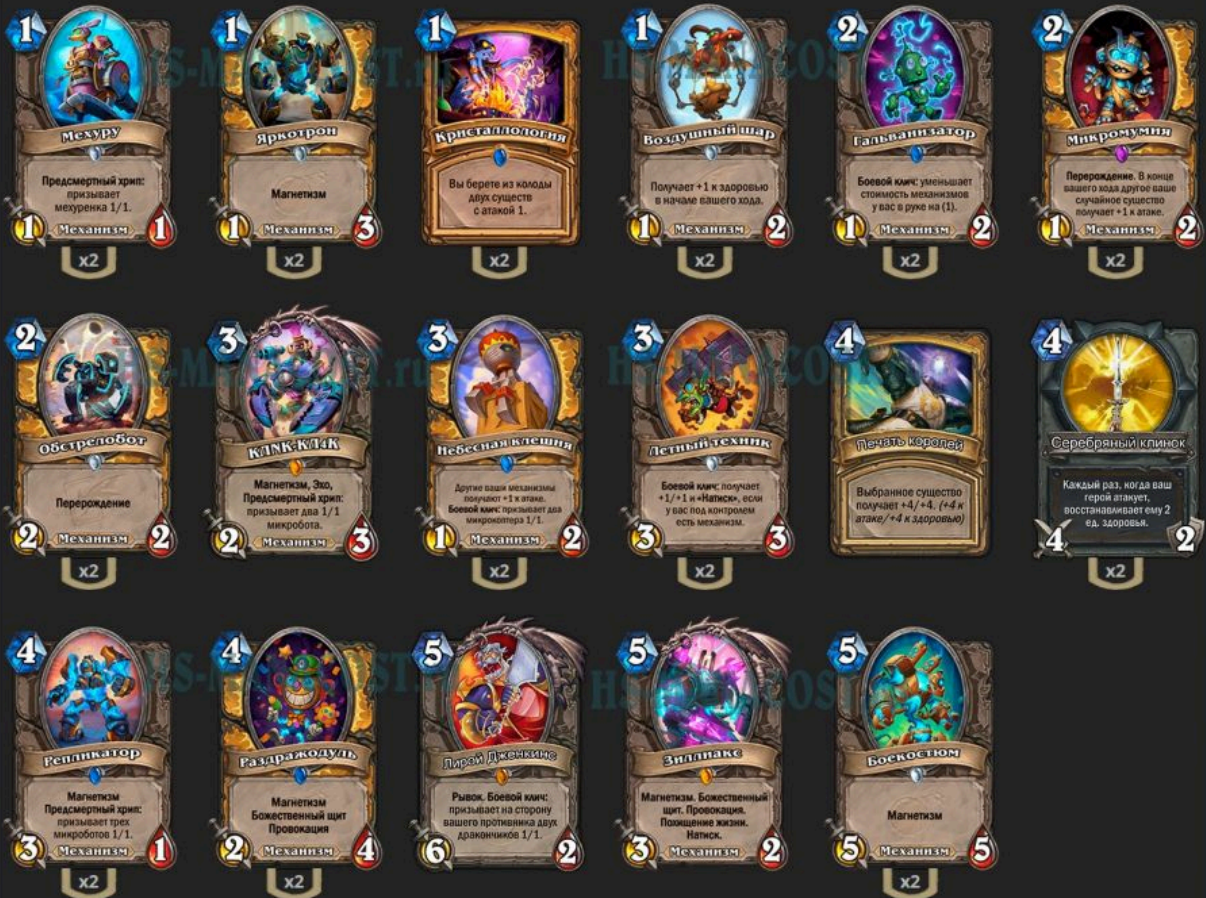 1
Мехуру
Предсмертный хрип:
призывает
мехуренка 1/1.
1
Механизм
1
x2
1
Яркотрон
Магнетизм
1
Механизм
3
x2
1
Кристаллология
Вы берете из колоды
двух существ
с атакой 1.
x2
1
Воздушный шар
Получает +1 к здоровью
в начале вашего хода.
1
Механизм
2
x2
2
Гальванизатор
Боевой клич: уменьшает
стоимость механизмов
у вас в руке на (1).
1
Механизм
2
x2
2
Микромумия
Перерождение. В конце
вашего хода другое ваше
случайное существо
получает +1 к атаке.
1
Механизм
2
x2
2
Обстрелобот
Перерождение
2
Механизм
2
x2
3
КЛNК-КЛ4К
Магнетизм, Эхо,
Предсмертный хрип:
призывает два 1/1
микробота.
2
Механизм
3
3
Небесная клешня
Другие ваши механизмы
получают +1 к атаке.
Боевой клич: призывает два
микрокоптера 1/1.
1
Механизм
2
x2
3
Летный техник
Боевой клич: получает
+1/+1 и «Натиск», если
у вас под контролем
есть механизм.
3
3
x2
4
Печать королей
Выбранное существо
получает +4/+4. (+4 к
атаке/+4 к здоровью)
4
Серебряный клинок
Каждый раз, когда ваш
герой атакует,
восстанавливает ему 2
ед. здоровья.
4
2
x2
4
Репликатор
Магнетизм
Предсмертный хрип:
призывает трех
микроботов 1/1.
3
Механизм
1
x2
4
Раздражодуль
Магнетизм
Божественный щит
Провокация
2
Механизм
4
x2
5
Лирой Дженкинс
Рывок. Боевой клич:
призывает на сторону
вашего противника двух
дракончиков 1/1.
6
2
5
Зиллиакс
Магнетизм. Божественный
щит. Провокация.
Похищение жизни.
Натиск.
3
Механизм
2
5
Боекостюм
Магнетизм
5
Механизм
5
x2